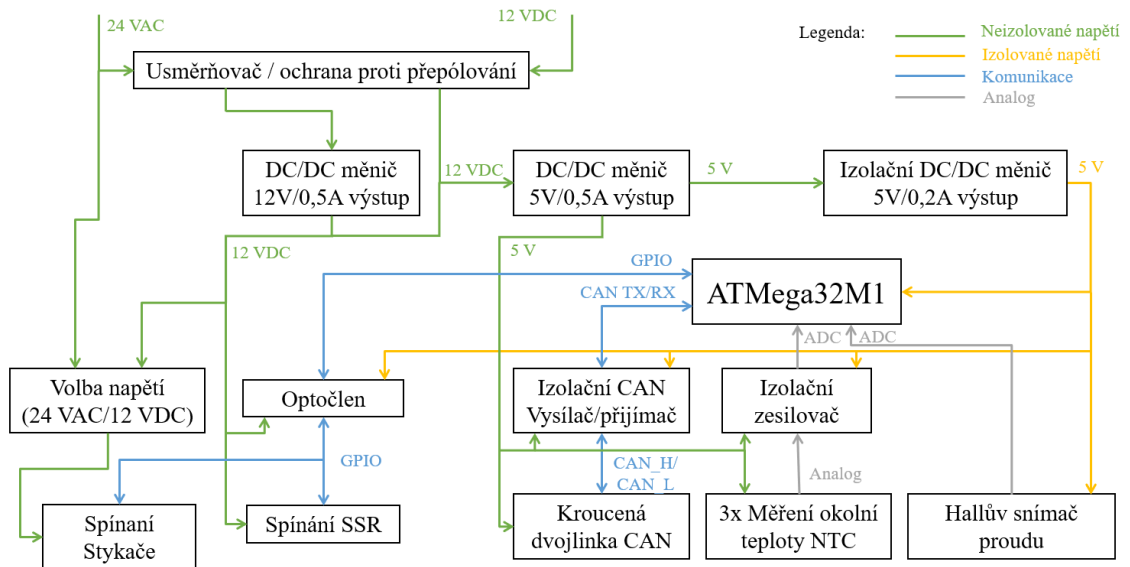 24 VAC
12 VDC
Legenda:
Neizolované napětí
Izolované napětí
Komunikace
Analog
Usměrňovač / ochrana proti přepólování
DC/DC měnič
12V/0,5A výstup
12 VDC
DC/DC měnič
5V/0,5A výstup
5 V
Izolační DC/DC měnič
5V/0,2A výstup
5 V
12 VDC
5 V
GPIO
CAN TX/RX
ATMega32M1
ADC
ADC
Volba napětí
(24 VAC/12 VDC)
Optočlen
Izolační CAN
Vysílač/přijímač
Izolační
zesilovač
GPIO
CAN_H/
CAN_L
Analog
Spínaní
Stykače
Spínání SSR
Kroucená
dvojlinka CAN
3x Měření okolní
teploty NTC
Hallův snímač
proudu